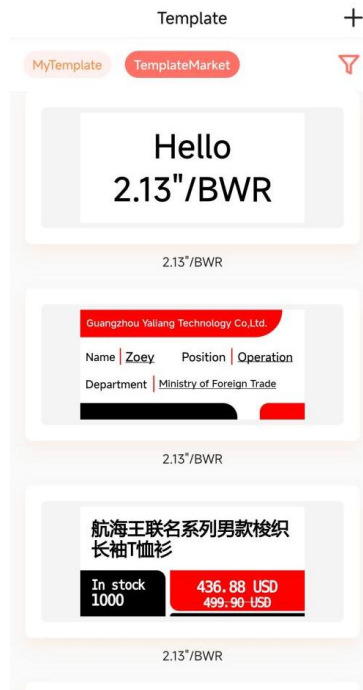 Template
MyTemplate TemplateMarket
Hello
2.13"/BWR
2.13"/BWR
Guangzhou Yaliang Technology Co,Ltd.
Name Zoey Position Operation
Department Ministry of Foreign Trade
2.13"/BWR
航海王联名系列男款梭织
长袖T恤衫
In stock 436.88 USD
1000 499.90 USD
2.13"/BWR